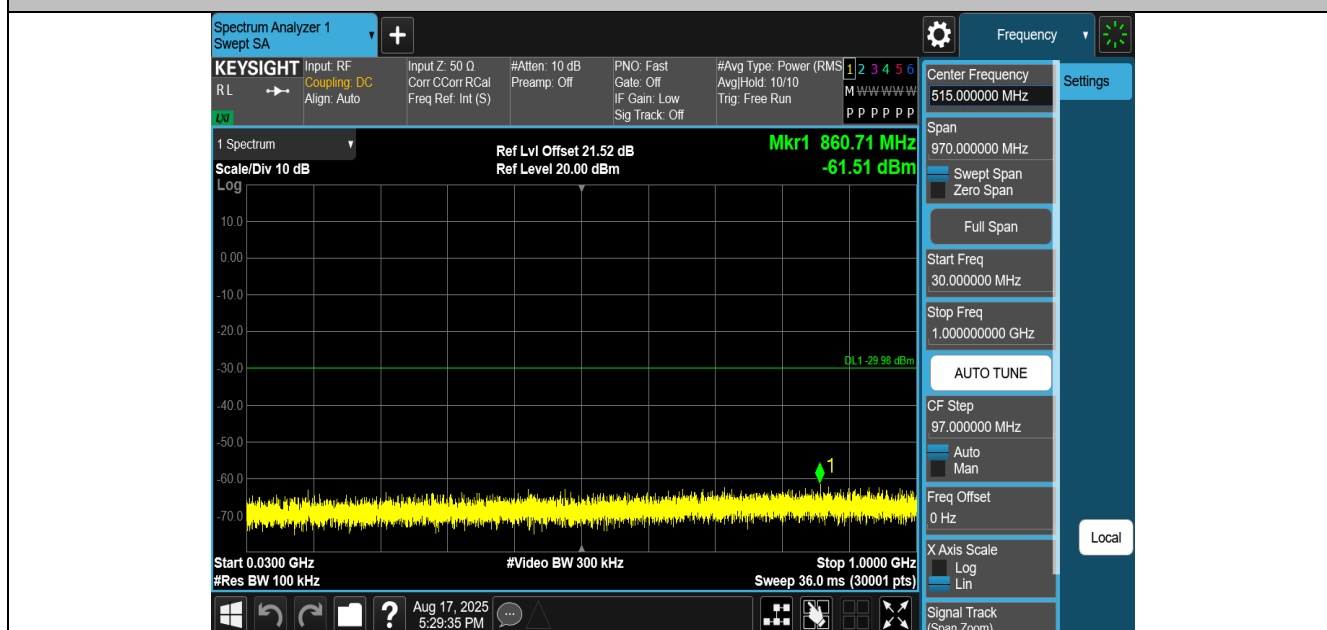 Spectrum Analyzer 1
Swept SA
+
Frequency
KEYSIGHT
R L
LXI
Input: RF
Coupling: DC
Align: Auto
Input Z: 50 Ω
Corr CCorr RCal
Freq Ref: Int (S)
#Atten: 10 dB
Preamp: Off
PNO: Fast
Gate: Off
IF Gain: Low
Sig Track: Off
#Avg Type: Power (RMS
Avg|Hold: 10/10
Trig: Free Run
1 2 3 4 5 6
M W W W W W
P P P P P P
1 Spectrum
Scale/Div 10 dB
Ref Lvl Offset 21.52 dB
Ref Level 20.00 dBm
Mkr1 860.71 MHz
-61.51 dBm
Log
10.0
0.00
-10.0
-20.0
-30.0
-40.0
-50.0
-60.0
-70.0
DL1 -29.98 dBm
1
Start 0.0300 GHz
#Res BW 100 kHz
#Video BW 300 kHz
Stop 1.0000 GHz
Sweep 36.0 ms (30001 pts)
?
Aug 17, 2025
5:29:35 PM
Center Frequency
515.000000 MHz
Span
970.000000 MHz
Swept Span
Zero Span
Full Span
Start Freq
30.000000 MHz
Stop Freq
1.000000000 GHz
AUTO TUNE
CF Step
97.000000 MHz
Auto
Man
Freq Offset
0 Hz
X Axis Scale
Log
Lin
Signal Track
(Span Zoom)
Settings
Local